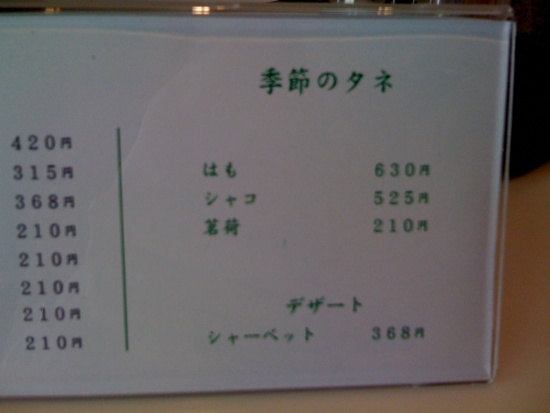 420円
315円
368円
210円
210円
210円
210円
210円
季節のタネ
はも 630円
シャコ 525円
茗荷 210円
デザート
シャーベット 368円